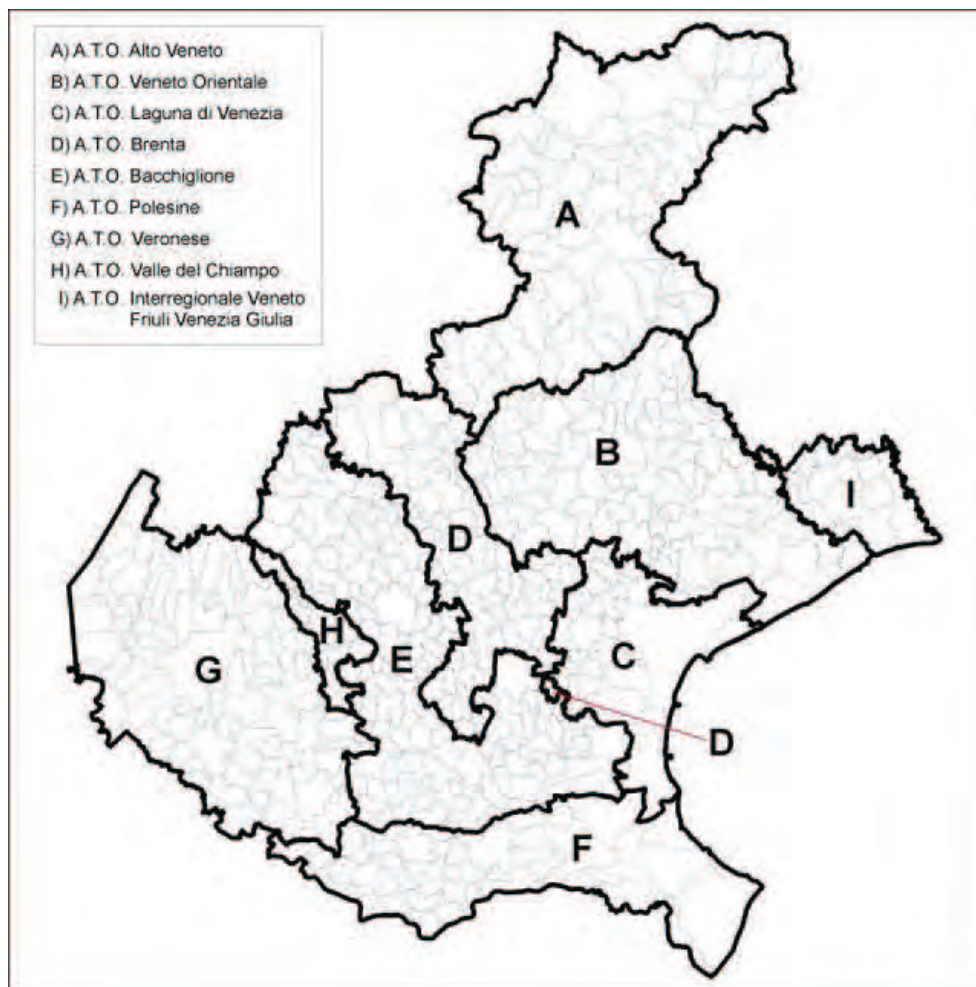 A) A.T.O. Alto Veneto
B) A.T.O. Veneto Orientale
C) A.T.O. Laguna di Venezia
D) A.T.O. Brenta
E) A.T.O. Bacchiglione
F) A.T.O. Polesine
G) A.T.O. Veronese
H) A.T.O. Valle del Chiampo
I) A.T.O. Interregionale Veneto
Friuli Venezia Giulia
A
B
I
D
H
E
C
G
D
F